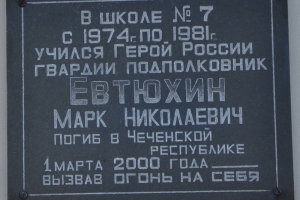 В ШКОЛЕ № 7
С 1974г. ПО 1981г.
УЧИЛСЯ ГЕРОЙ РОССИИ
ГВАРДИИ ПОДПОЛКОВНИК
ЕВТЮХИН
МАРК НИКОЛАЕВИЧ
ПОГИБ В ЧЕЧЕНСКОЙ
РЕСПУБЛИКЕ
1 МАРТА 2000 ГОДА
ВЫЗВАВ ОГОНЬ НА СЕБЯ